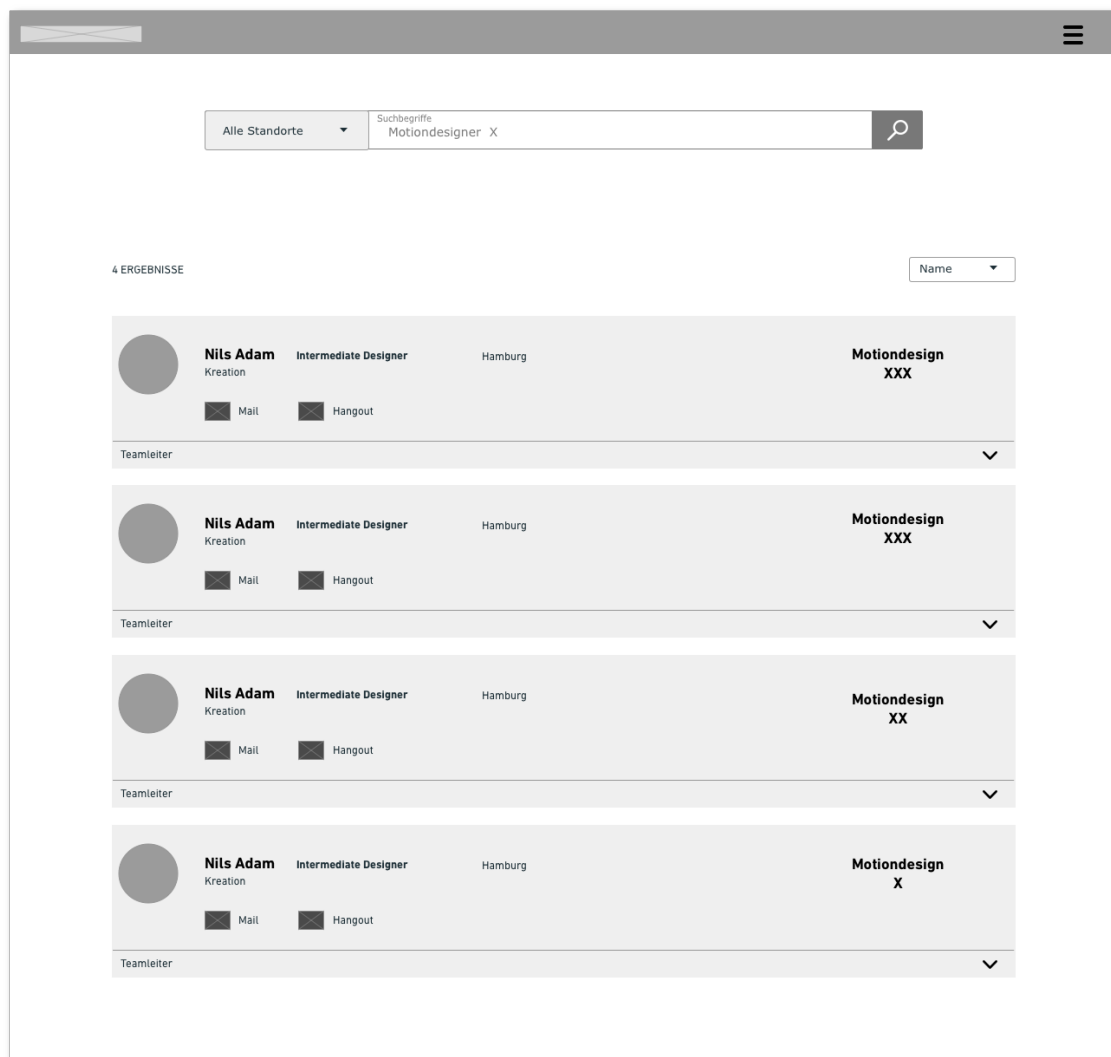 Alle Standorte
Suchbegriffe
Motiondesigner X
4 ERGEBNISSE
Name
Nils Adam Intermediate Designer Hamburg Motiondesign
Kreation XXX
Mail Hangout
Teamleiter
Nils Adam Intermediate Designer Hamburg Motiondesign
Kreation XXX
Mail Hangout
Teamleiter
Nils Adam Intermediate Designer Hamburg Motiondesign
Kreation XX
Mail Hangout
Teamleiter
Nils Adam Intermediate Designer Hamburg Motiondesign
Kreation X
Mail Hangout
Teamleiter